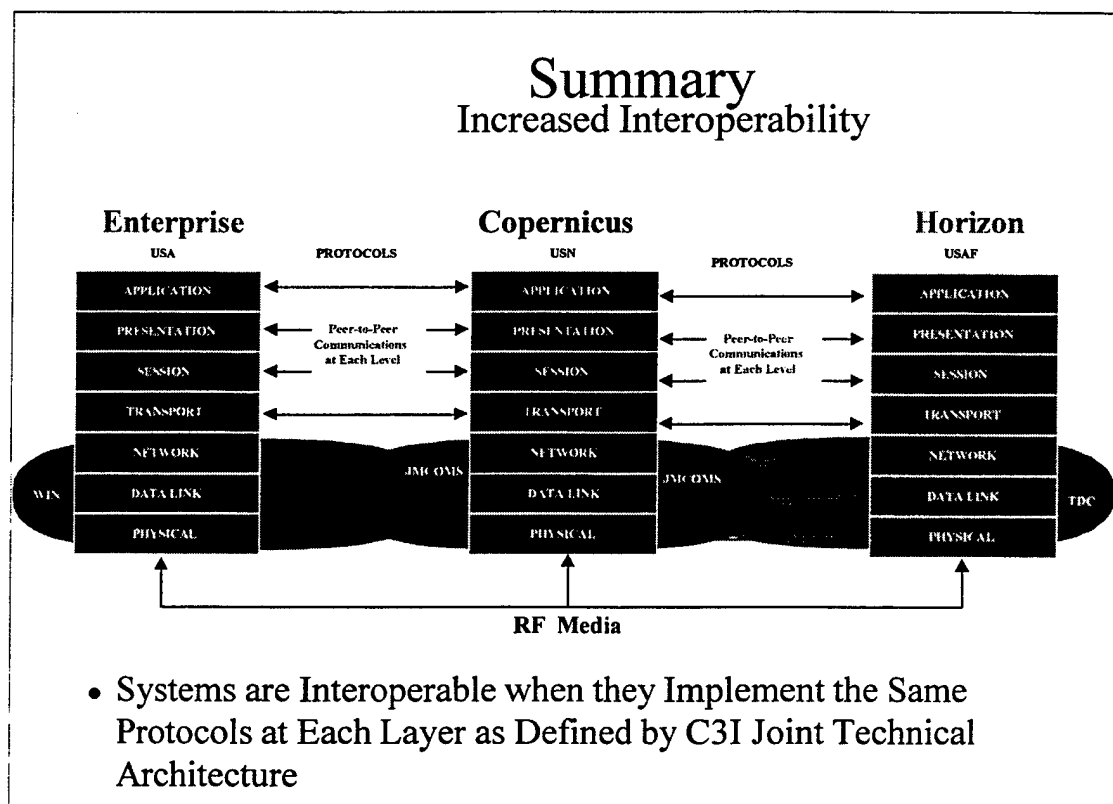 Summary
Increased Interoperability
Enterprise
USA
PROTOCOLS
Copernicus
USN
PROTOCOLS
Horizon
USAF
APPLICATION
PRESENTATION
SESSION
TRANSPORT
NETWORK
DATA LINK
PHYSICAL
Peer-to-Peer
Communications
at Each Level
APPLICATION
PRESENTATION
SESSION
TRANSPORT
NETWORK
DATA LINK
PHYSICAL
Peer-to-Peer
Communications
at Each Level
APPLICATION
PRESENTATION
SESSION
TRANSPORT
NETWORK
DATA LINK
PHYSICAL
WIN
JMCOMS
JMCOMS
TDC
RF Media
• Systems are Interoperable when they Implement the Same
Protocols at Each Layer as Defined by C3I Joint Technical
Architecture